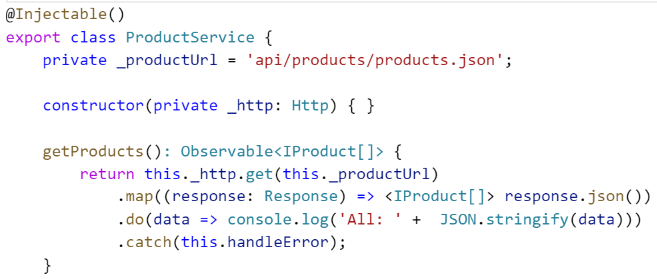 @Injectable()
export class ProductService {
    private _productUrl = 'api/products/products.json';

    constructor(private _http: Http) { }

    getProducts(): Observable<IProduct[]> {
        return this._http.get(this._productUrl)
            .map((response: Response) => <IProduct[]> response.json())
            .do(data => console.log('All: ' +  JSON.stringify(data)))
            .catch(this.handleError);
    }